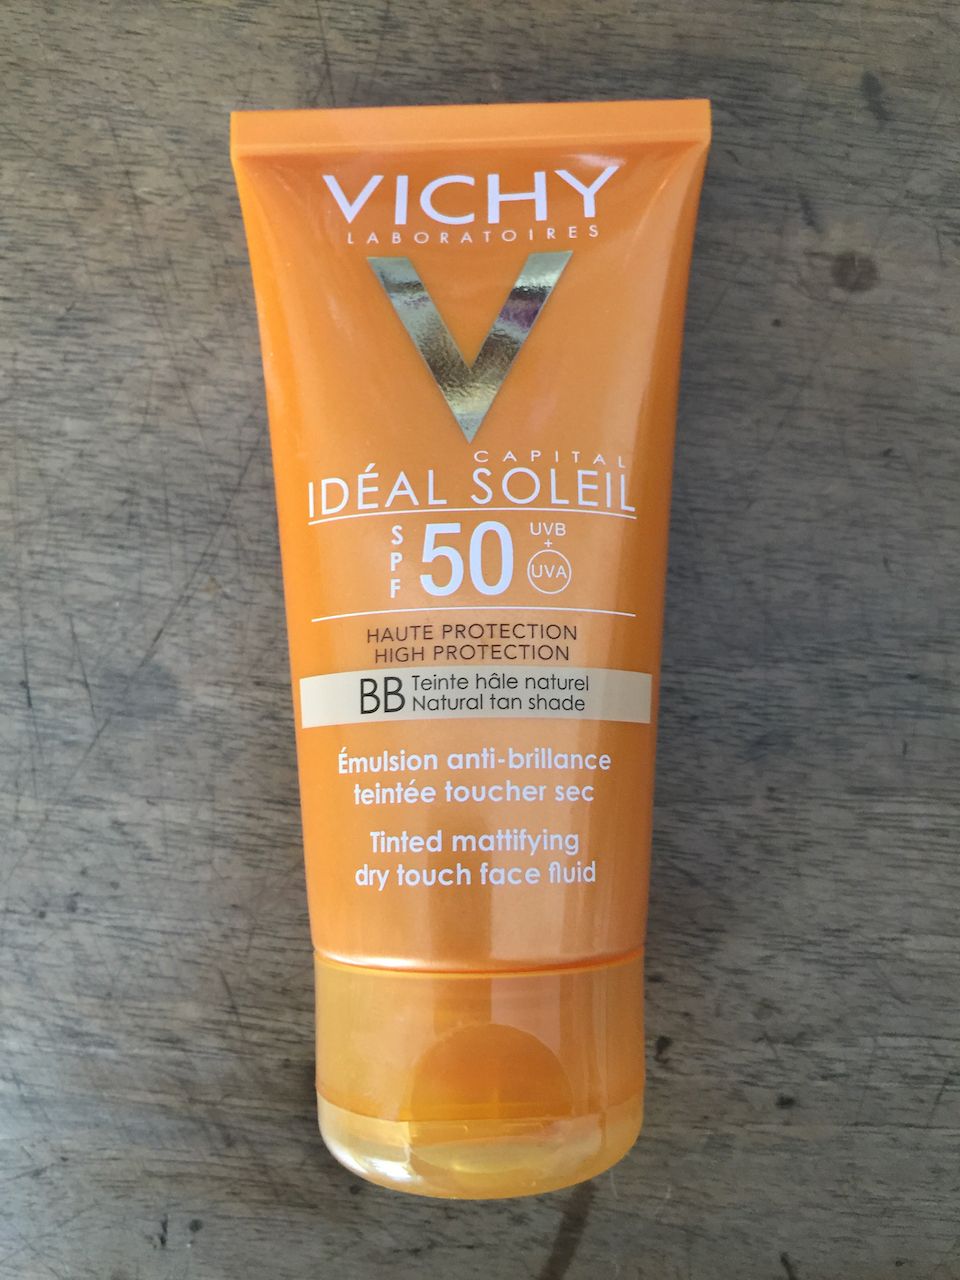 VICHY
LABORATOIRES
V
CAPITAL
IDÉAL SOLEIL
SPF 50 UVB + UVA
HAUTE PROTECTION
HIGH PROTECTION
BB Teinte hâle naturel
Natural tan shade
Émulsion anti-brillance
teintée toucher sec
Tinted mattifying
dry touch face fluid